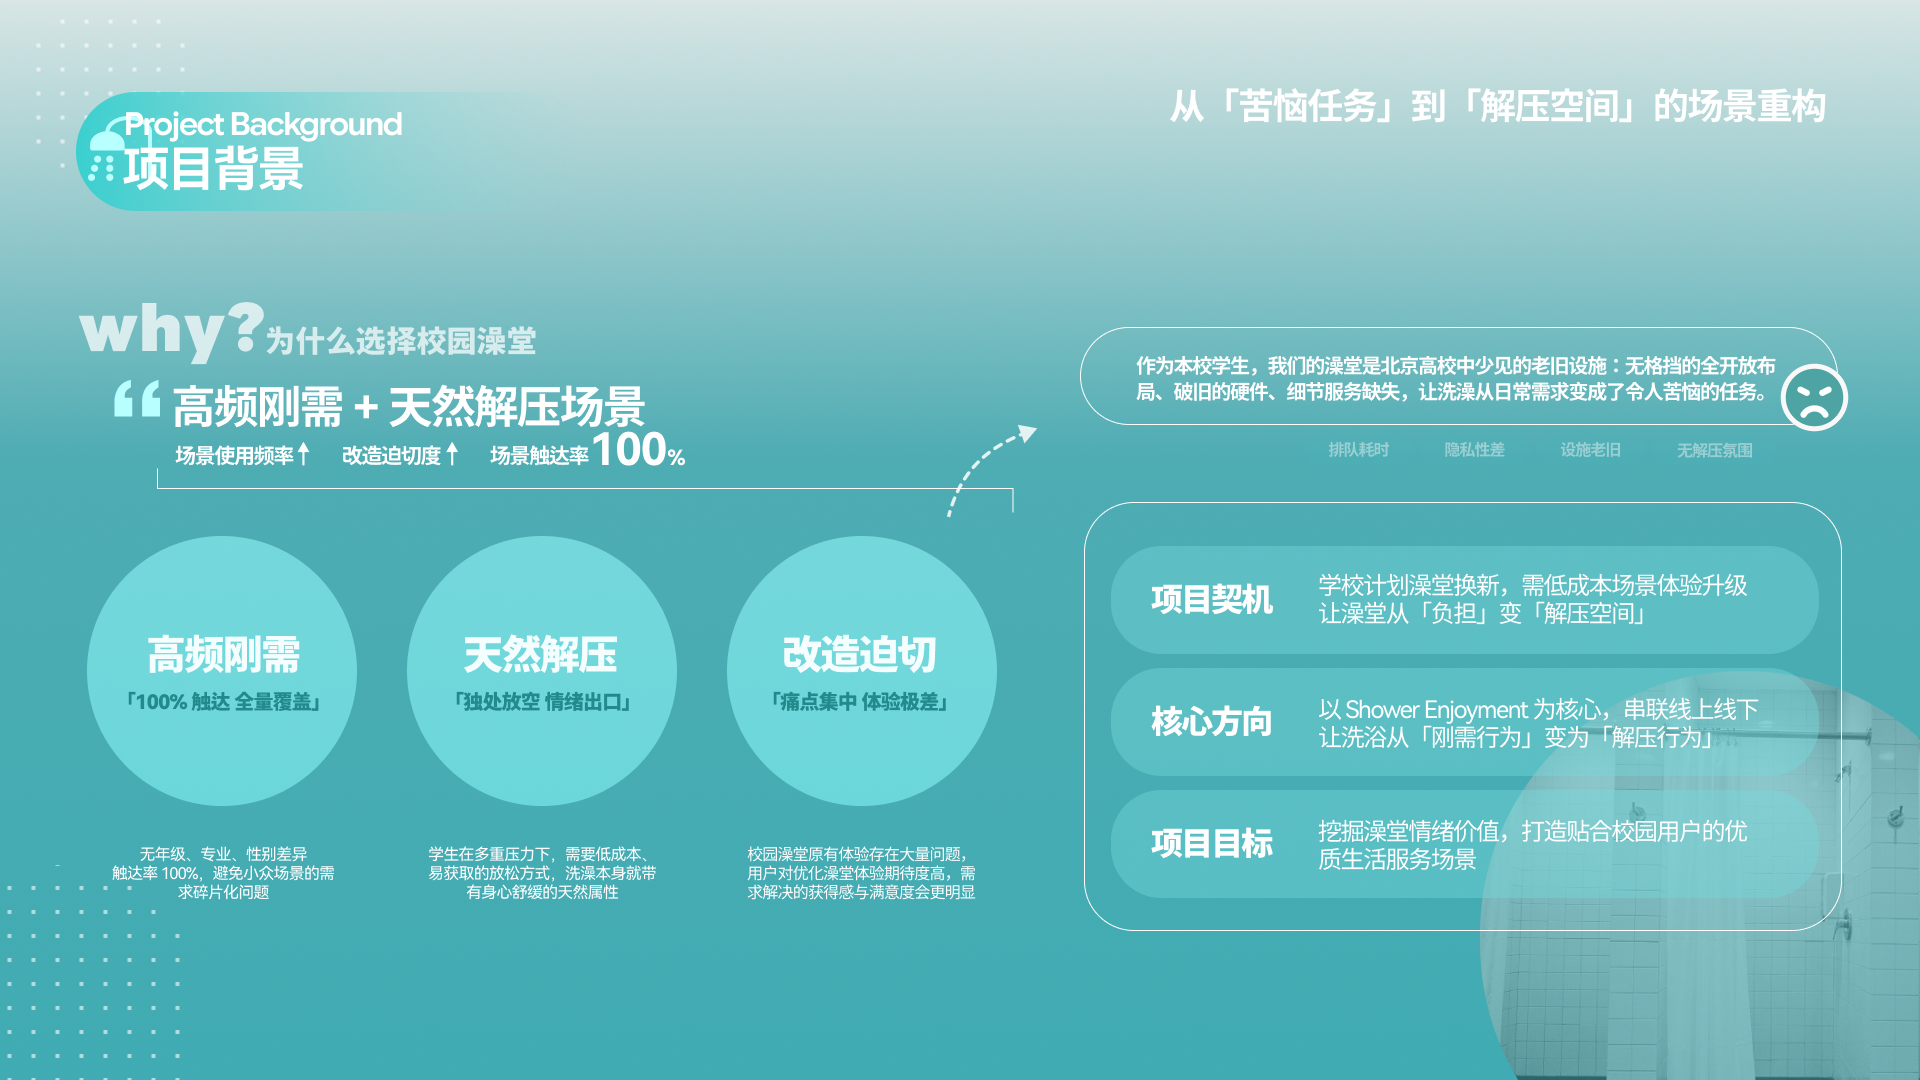 Project Background
项目背景
从「苦恼任务」到「解压空间」的场景重构
why?为什么选择校园澡堂
高频刚需 + 天然解压场景
场景使用频率 改造迫切度 场景触达率100%
高频刚需
「100% 触达 全量覆盖」
无年级、专业、性别差异
触达率 100%，避免小众场景的需
求碎片化问题
天然解压
「独处放空 情绪出口」
学生在多重压力下，需要低成本、
易获取的放松方式，洗澡本身就带
有身心舒缓的天然属性
改造迫切
「痛点集中 体验极差」
校园澡堂原有体验存在大量问题，
用户对优化澡堂体验期待度高，需
求解决的获得感与满意度会更明显
作为本校学生，我们的澡堂是北京高校中少见的老旧设施：无格挡的全开放布
局、破旧的硬件、细节服务缺失，让洗澡从日常需求变成了令人苦恼的任务。
排队耗时 隐私性差 设施老旧 无解压氛围
项目契机
学校计划澡堂换新，需低成本场景体验升级
让澡堂从「负担」变「解压空间」
核心方向
以 Shower Enjoyment 为核心，串联线上线下
让洗浴从「刚需行为」变为「解压行为」
项目目标
挖掘澡堂情绪价值，打造贴合校园用户的优
质生活服务场景